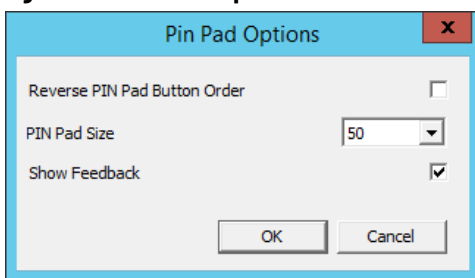 Pin Pad Options
x
Reverse PIN Pad Button Order
PIN Pad Size 50
Show Feedback
OK Cancel